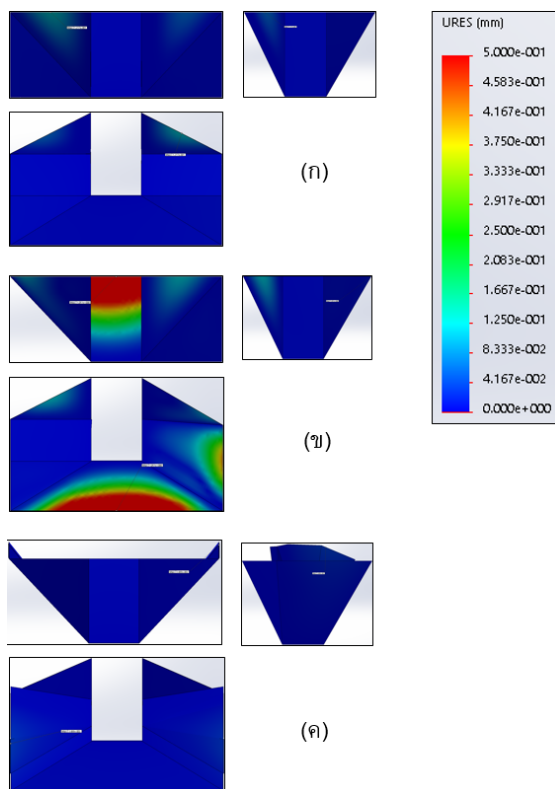 URES (mm)
5.000e-001
4.583e-001
4.167e-001
3.750e-001
3.333e-001
2.917e-001
2.500e-001
2.083e-001
1.667e-001
1.250e-001
8.333e-002
4.167e-002
0.000e+000
(ก)
(ข)
(ค)